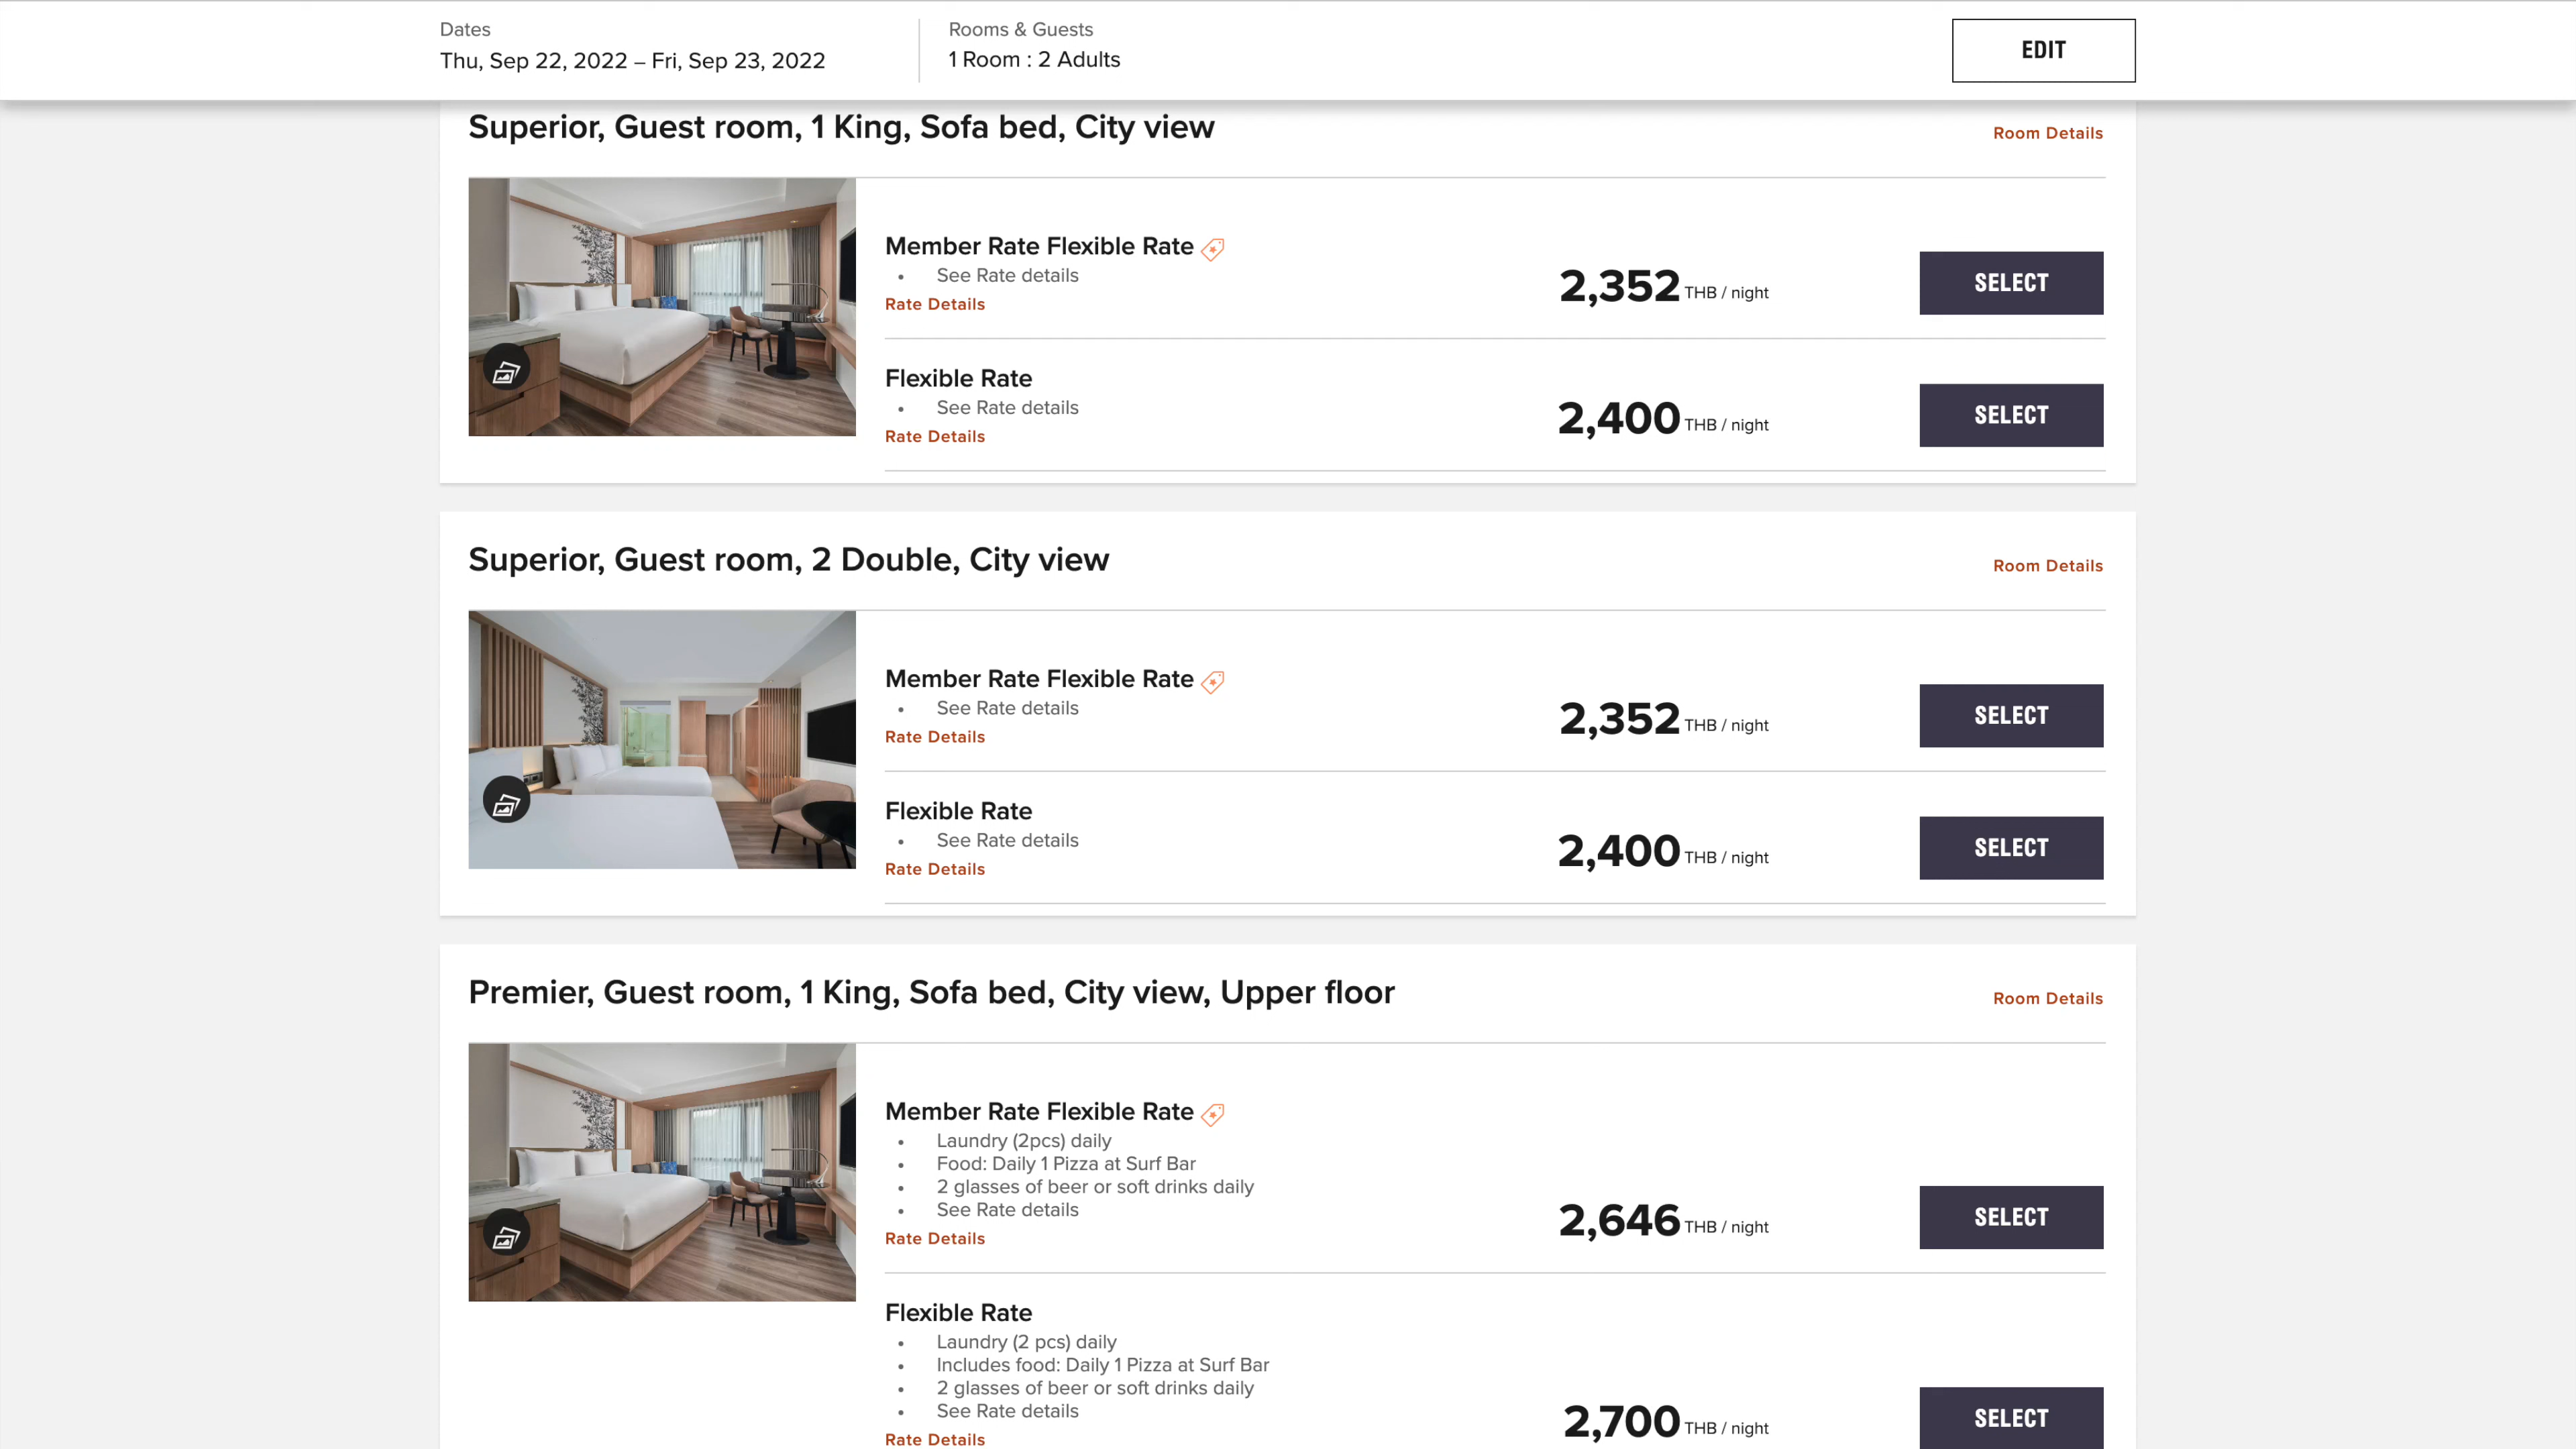 Dates
Thu, Sep 22, 2022 – Fri, Sep 23, 2022
Rooms & Guests
1 Room : 2 Adults
EDIT
Superior, Guest room, 1 King, Sofa bed, City view
Room Details
Member Rate Flexible Rate
• See Rate details
Rate Details
2,352 THB / night
SELECT
Flexible Rate
• See Rate details
Rate Details
2,400 THB / night
SELECT
Superior, Guest room, 2 Double, City view
Room Details
Member Rate Flexible Rate
• See Rate details
Rate Details
2,352 THB / night
SELECT
Flexible Rate
• See Rate details
Rate Details
2,400 THB / night
SELECT
Premier, Guest room, 1 King, Sofa bed, City view, Upper floor
Room Details
Member Rate Flexible Rate
• Laundry (2pcs) daily
• Food: Daily 1 Pizza at Surf Bar
• 2 glasses of beer or soft drinks daily
• See Rate details
Rate Details
2,646 THB / night
SELECT
Flexible Rate
• Laundry (2 pcs) daily
• Includes food: Daily 1 Pizza at Surf Bar
• 2 glasses of beer or soft drinks daily
• See Rate details
Rate Details
2,700 THB / night
SELECT